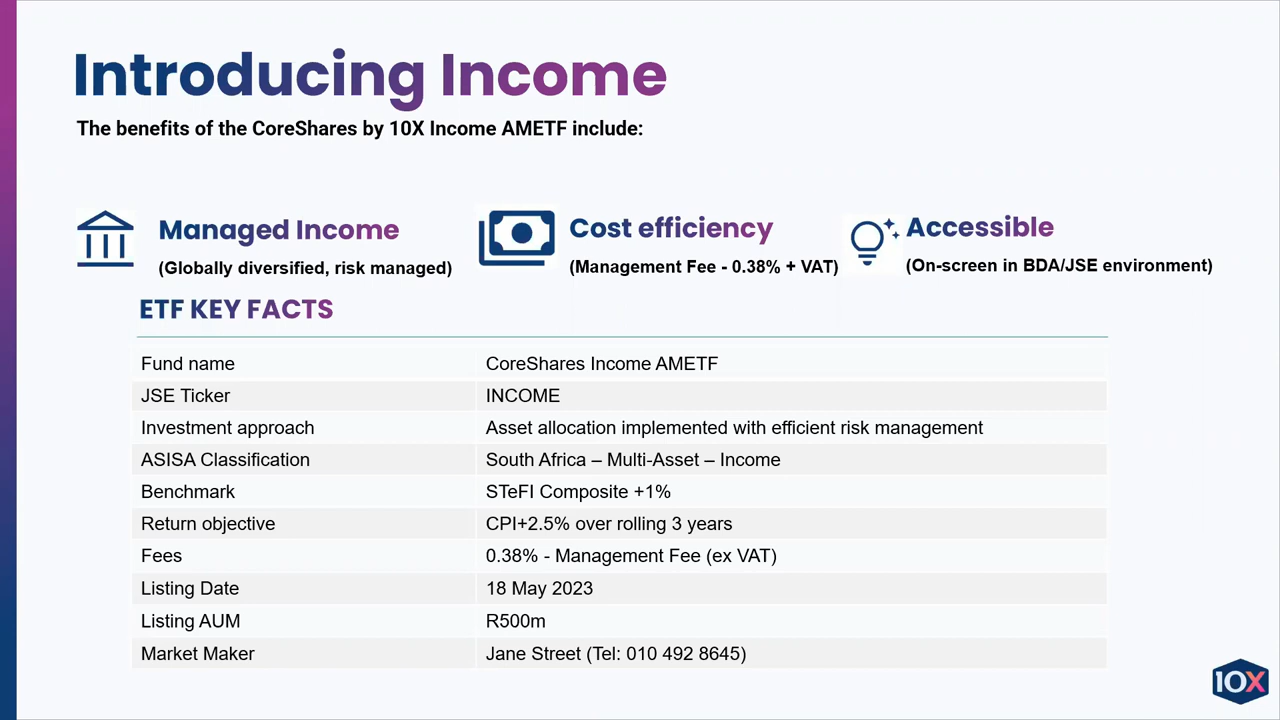 Introducing Income
The benefits of the CoreShares by 10X Income AMETF include:
Managed Income
(Globally diversified, risk managed)
Cost efficiency
(Management Fee - 0.38% + VAT)
Accessible
(On-screen in BDA/JSE environment)
ETF KEY FACTS
Fund name CoreShares Income AMETF
JSE Ticker INCOME
Investment approach Asset allocation implemented with efficient risk management
ASISA Classification South Africa – Multi-Asset – Income
Benchmark STeFI Composite +1%
Return objective CPI+2.5% over rolling 3 years
Fees 0.38% - Management Fee (ex VAT)
Listing Date 18 May 2023
Listing AUM R500m
Market Maker Jane Street (Tel: 010 492 8645)
10X